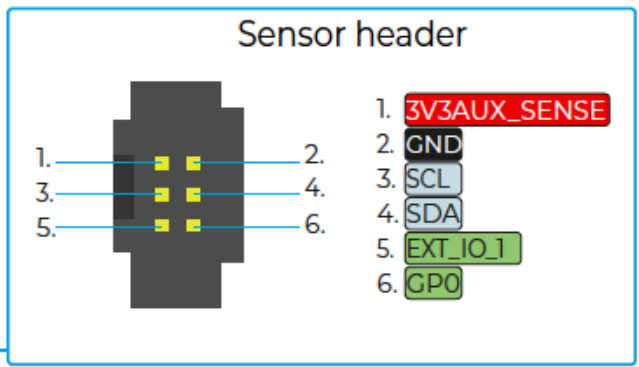 Sensor header
1. 2.
3. 4.
5. 6.
1. 3V3AUX_SENSE
2. GND
3. SCL
4. SDA
5. EXT_IO_1
6. GP0